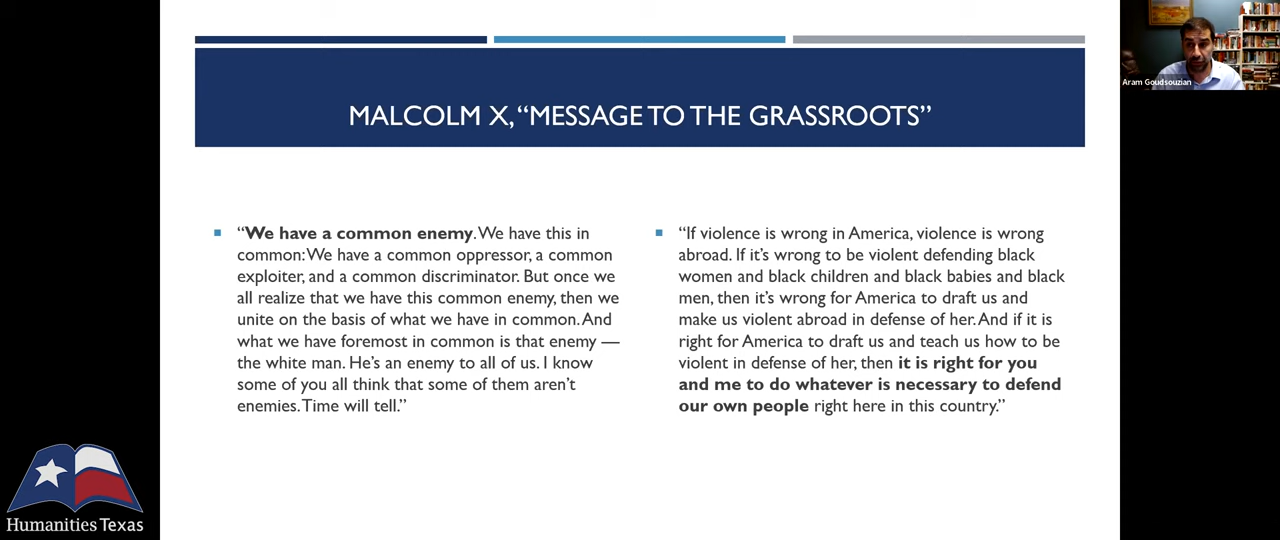 MALCOLM X, “MESSAGE TO THE GRASSROOTS”
“We have a common enemy. We have this in
common: We have a common oppressor, a common
exploiter, and a common discriminator. But once we
all realize that we have this common enemy, then we
unite on the basis of what we have in common. And
what we have foremost in common is that enemy —
the white man. He’s an enemy to all of us. I know
some of you all think that some of them aren’t
enemies. Time will tell.”
“If violence is wrong in America, violence is wrong
abroad. If it’s wrong to be violent defending black
women and black children and black babies and black
men, then it’s wrong for America to draft us and
make us violent abroad in defense of her. And if it is
right for America to draft us and teach us how to be
violent in defense of her, then it is right for you
and me to do whatever is necessary to defend
our own people right here in this country.”
Aram Goudsouzian
Humanities Texas